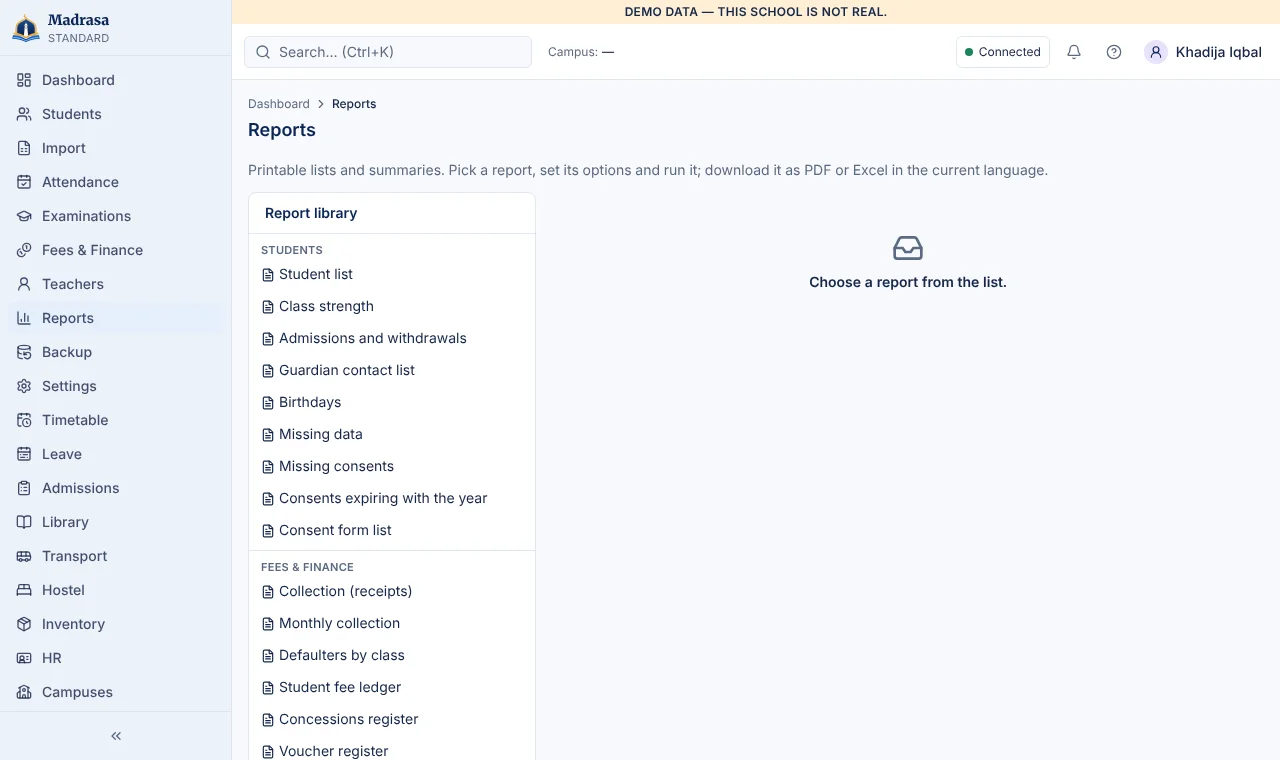 DEMO DATA — THIS SCHOOL IS NOT REAL.
Madrasa
STANDARD
Dashboard
Students
Import
Attendance
Examinations
Fees & Finance
Teachers
Reports
Backup
Settings
Timetable
Leave
Admissions
Library
Transport
Hostel
Inventory
HR
Campuses
Search... (Ctrl+K)
Campus: —
Connected
Khadija Iqbal
Dashboard > Reports
Reports
Printable lists and summaries. Pick a report, set its options and run it; download it as PDF or Excel in the current language.
Report library
STUDENTS
Student list
Class strength
Admissions and withdrawals
Guardian contact list
Birthdays
Missing data
Missing consents
Consents expiring with the year
Consent form list
FEES & FINANCE
Collection (receipts)
Monthly collection
Defaulters by class
Student fee ledger
Concessions register
Voucher register
Choose a report from the list.